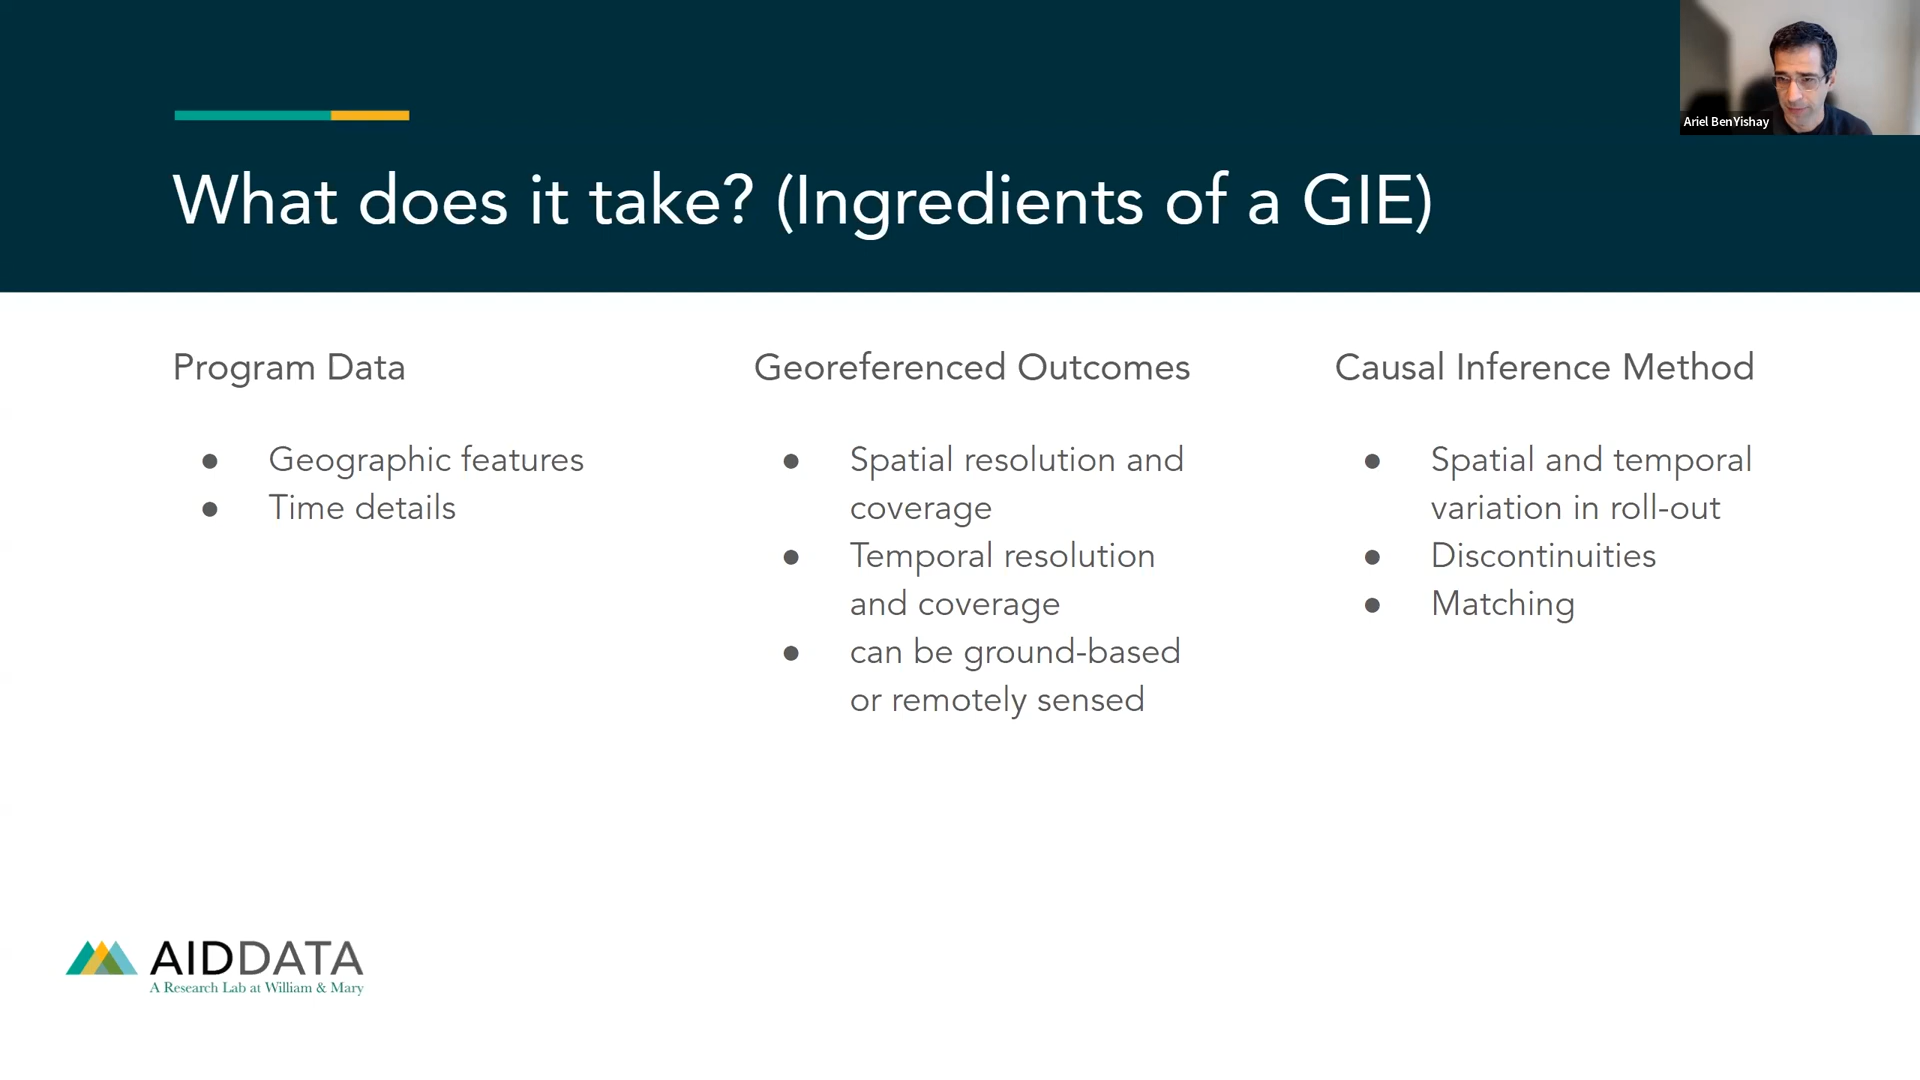 Ariel BenYishay
What does it take? (Ingredients of a GIE)
Program Data
● Geographic features
● Time details
Georeferenced Outcomes
● Spatial resolution and
coverage
● Temporal resolution
and coverage
● can be ground-based
or remotely sensed
Causal Inference Method
● Spatial and temporal
variation in roll-out
● Discontinuities
● Matching
AIDDATA
A Research Lab at William & Mary